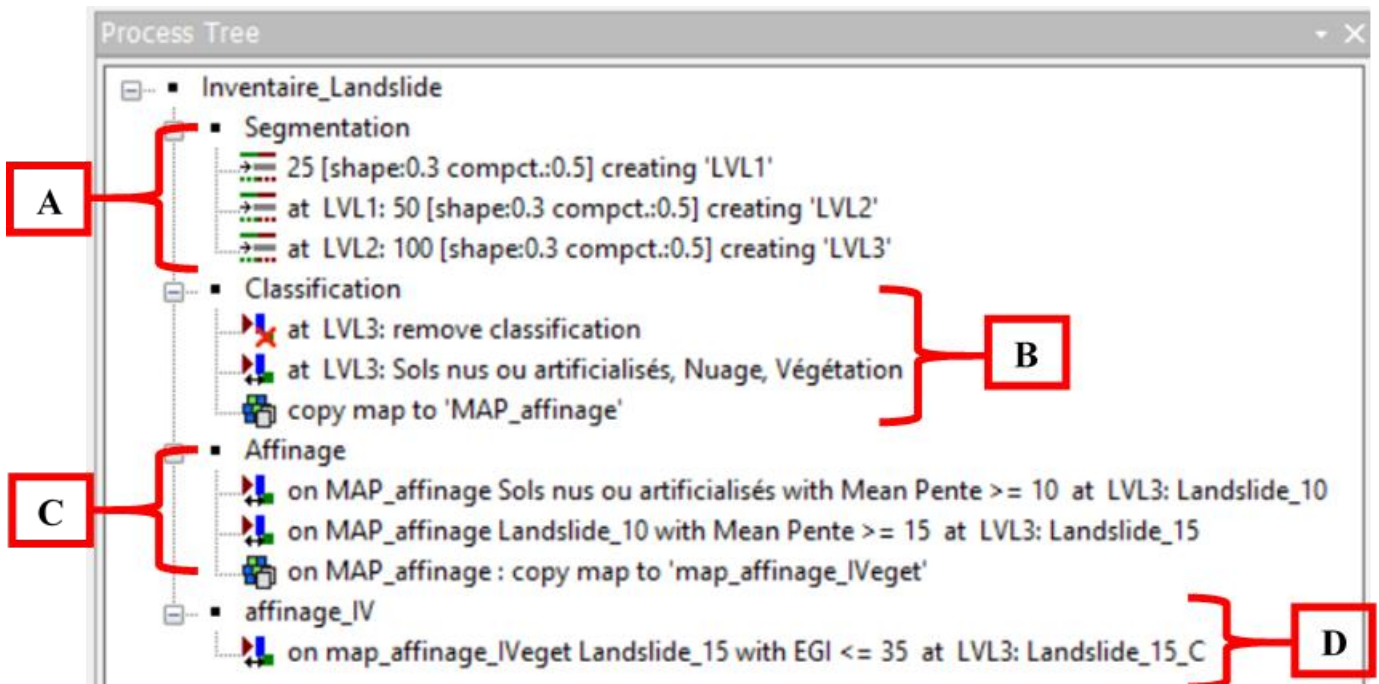 Process Tree
Inventaire_Landslide
Segmentation
25 [shape:0.3 compct.:0.5] creating 'LVL1'
A
at LVL1: 50 [shape:0.3 compct.:0.5] creating 'LVL2'
at LVL2: 100 [shape:0.3 compct.:0.5] creating 'LVL3'
Classification
at LVL3: remove classification
B
at LVL3: Sols nus ou artificialisés, Nuage, Végétation
copy map to 'MAP_affinage'
Affinage
on MAP_affinage Sols nus ou artificialisés with Mean Pente >= 10 at LVL3: Landslide_10
C
on MAP_affinage Landslide_10 with Mean Pente >= 15 at LVL3: Landslide_15
on MAP_affinage : copy map to 'map_affinage_IVeget'
affinage_IV
on map_affinage_IVeget Landslide_15 with EGI <= 35 at LVL3: Landslide_15_C
D